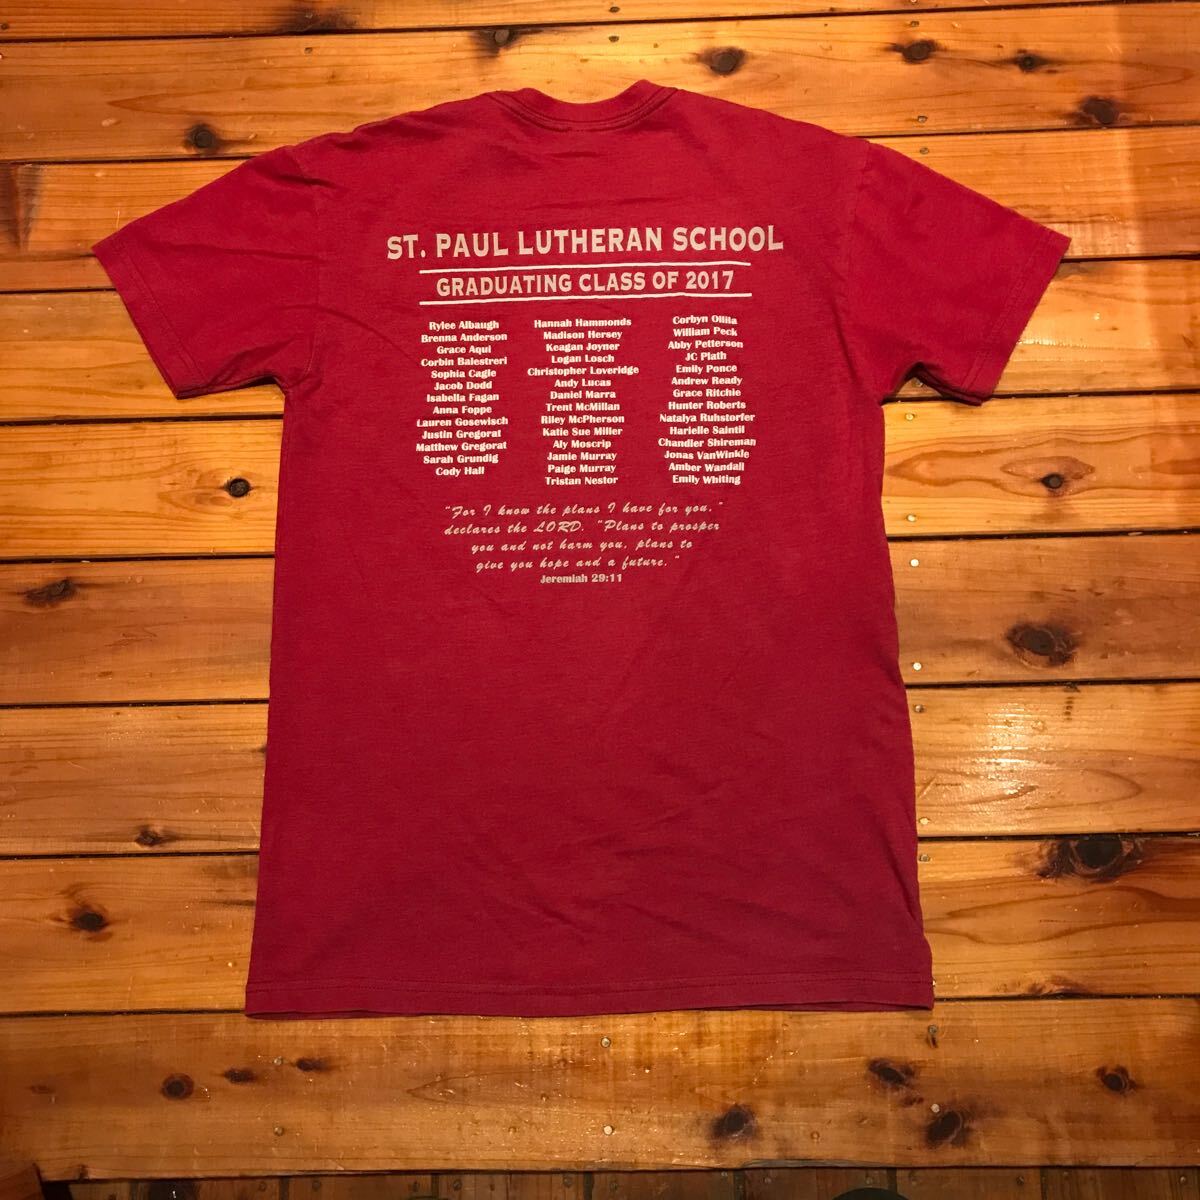 ST. PAUL LUTHERAN SCHOOL
GRADUATING CLASS OF 2017
Rylee Albaugh
Brenna Anderson
Grace Aqui
Corbin Balestreri
Sophia Cagle
Jacob Dodd
Isabella Fagan
Anna Foppe
Lauren Gosewisch
Justin Gregorat
Matthew Gregorat
Sarah Grundig
Cody Hall
Hannah Hammonds
Madison Hersey
Keagan Joyner
Logan Losch
Christopher Loveridge
Andy Lucas
Daniel Marra
Trent McMillan
Riley McPherson
Katie Sue Miller
Aly Moscrip
Jamie Murray
Paige Murray
Tristan Nestor
Corbyn Ollila
William Peck
Abby Petterson
JC Plath
Emily Ponce
Andrew Ready
Grace Ritchie
Hunter Roberts
Natalya Ruhstorfer
Harielle Saintil
Chandler Shireman
Jonas VanWinkle
Amber Wandall
Emily Whiting
"For I know the plans I have for you,"
declares the LORD. "Plans to prosper
you and not harm you, plans to
give you hope and a future."
Jeremiah 29:11